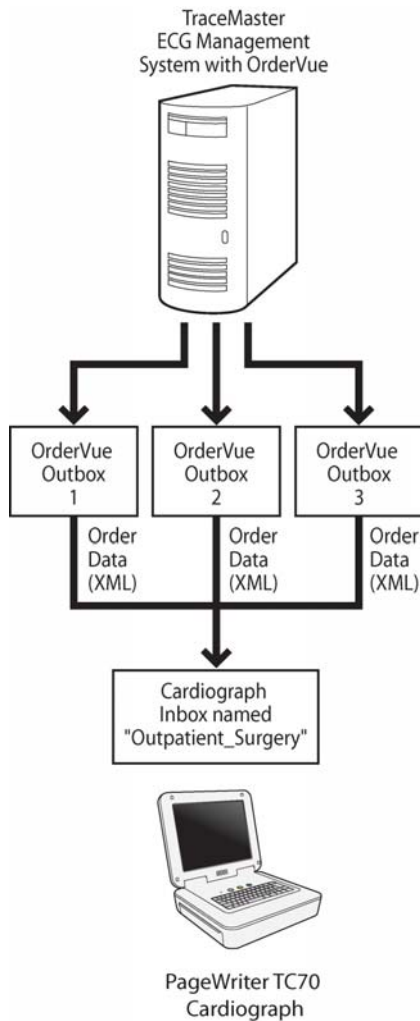 TraceMaster
ECG Management
System with OrderVue
OrderVue
Outbox
1
OrderVue
Outbox
2
OrderVue
Outbox
3
Order
Data
(XML)
Order
Data
(XML)
Order
Data
(XML)
Cardiograph
Inbox named
"Outpatient_Surgery"
PageWriter TC70
Cardiograph